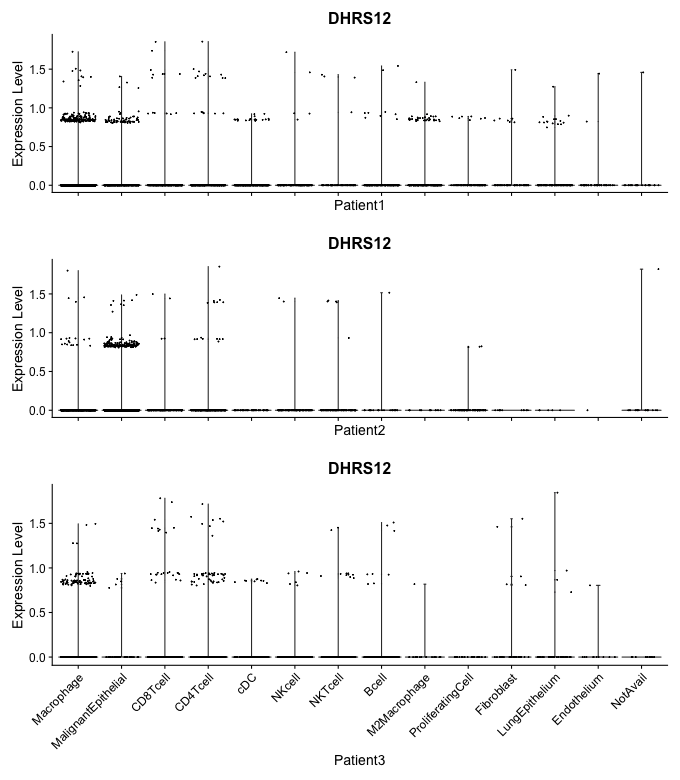 DHRS12
1.5
1.0
0.5
0.0
Expression Level
Patient1
DHRS12
1.5
1.0
0.5
0.0
Expression Level
Patient2
DHRS12
1.5
1.0
0.5
0.0
Expression Level
Macrophage
MalignantEpithelial
CD8Tcell
CD4Tcell
cDC
NKcell
NKTcell
Bcell
M2Macrophage
ProliferatingCell
Fibroblast
LungEpithelium
Endothelium
NotAvail
Patient3